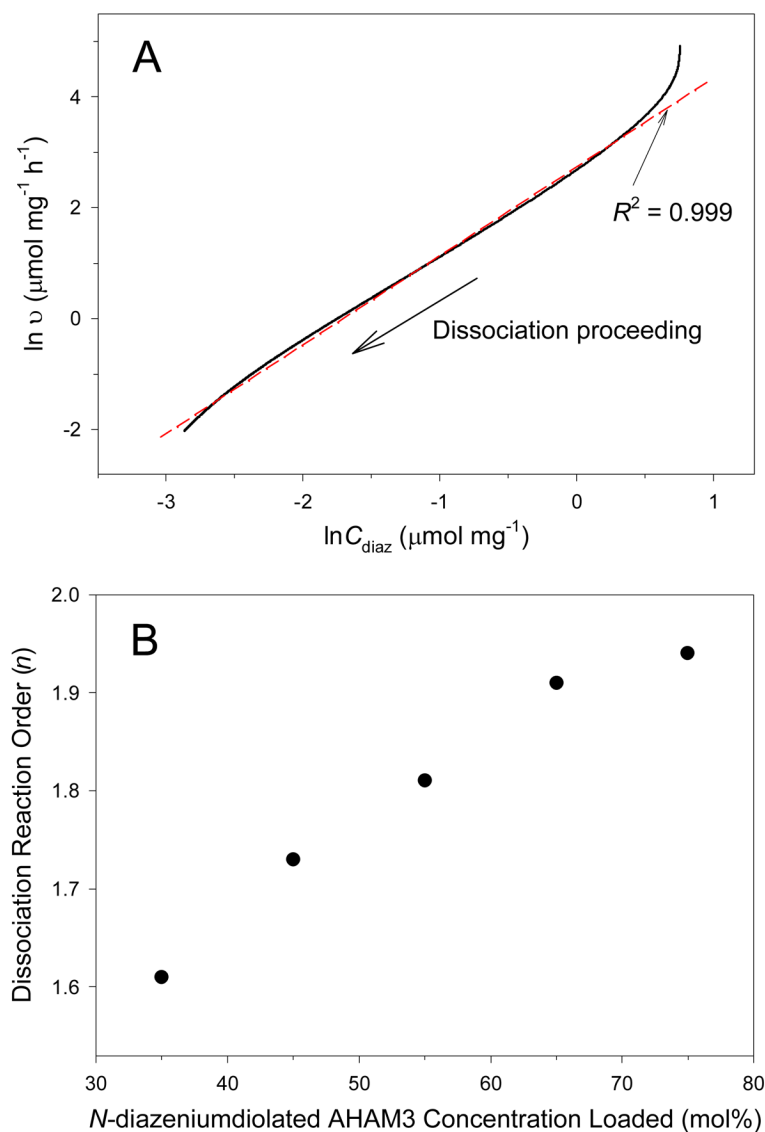 A
4
2
0
-2
ln υ (μmol mg⁻¹ h⁻¹)
R² = 0.999
Dissociation proceeding
-3 -2 -1 0 1
lnC_diaz (μmol mg⁻¹)
B
2.0
1.9
1.8
1.7
1.6
Dissociation Reaction Order (n)
30 40 50 60 70 80
N-diazeniumdiolated AHAM3 Concentration Loaded (mol%)